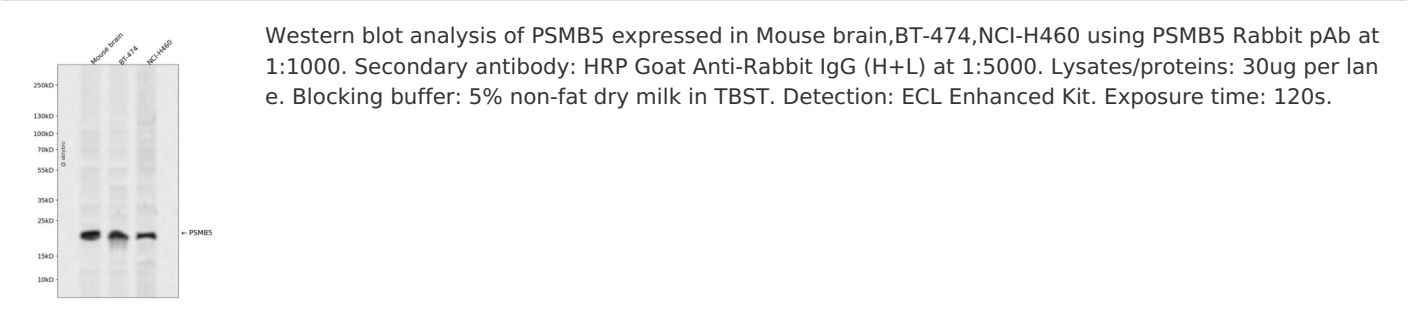 Mouse brain
BT-474
NCI-H460
250kD
130kD
100kD
70kD
55kD
35kD
25kD
15kD
10kD
@ abbybio
← PSMB5
Western blot analysis of PSMB5 expressed in Mouse brain,BT-474,NCI-H460 using PSMB5 Rabbit pAb at
1:1000. Secondary antibody: HRP Goat Anti-Rabbit IgG (H+L) at 1:5000. Lysates/proteins: 30ug per lan
e. Blocking buffer: 5% non-fat dry milk in TBST. Detection: ECL Enhanced Kit. Exposure time: 120s.